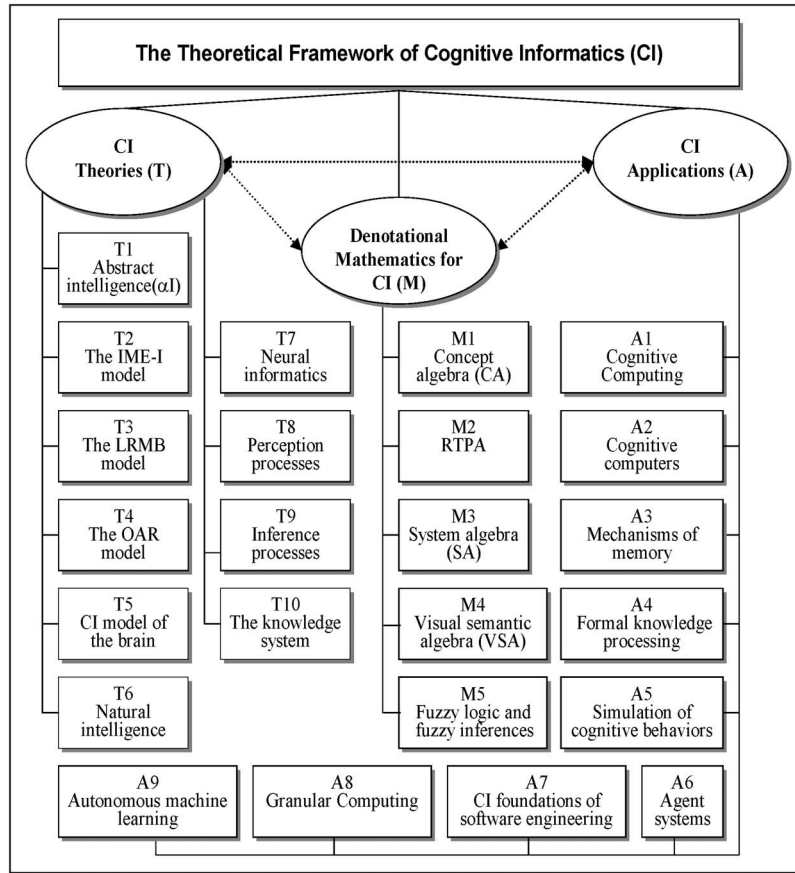 The Theoretical Framework of Cognitive Informatics (CI)
CI
Theories (T)
CI
Applications (A)
Denotational
Mathematics for
CI (M)
T1
Abstract
intelligence(αI)
T2
The IME-I
model
T3
The LRMB
model
T4
The OAR
model
T5
CI model of
the brain
T6
Natural
intelligence
T7
Neural
informatics
T8
Perception
processes
T9
Inference
processes
T10
The knowledge
system
M1
Concept
algebra (CA)
M2
RTPA
M3
System algebra
(SA)
M4
Visual semantic
algebra (VSA)
M5
Fuzzy logic and
fuzzy inferences
A1
Cognitive
Computing
A2
Cognitive
computers
A3
Mechanisms of
memory
A4
Formal knowledge
processing
A5
Simulation of
cognitive behaviors
A9
Autonomous machine
learning
A8
Granular Computing
A7
CI foundations of
software engineering
A6
Agent
systems